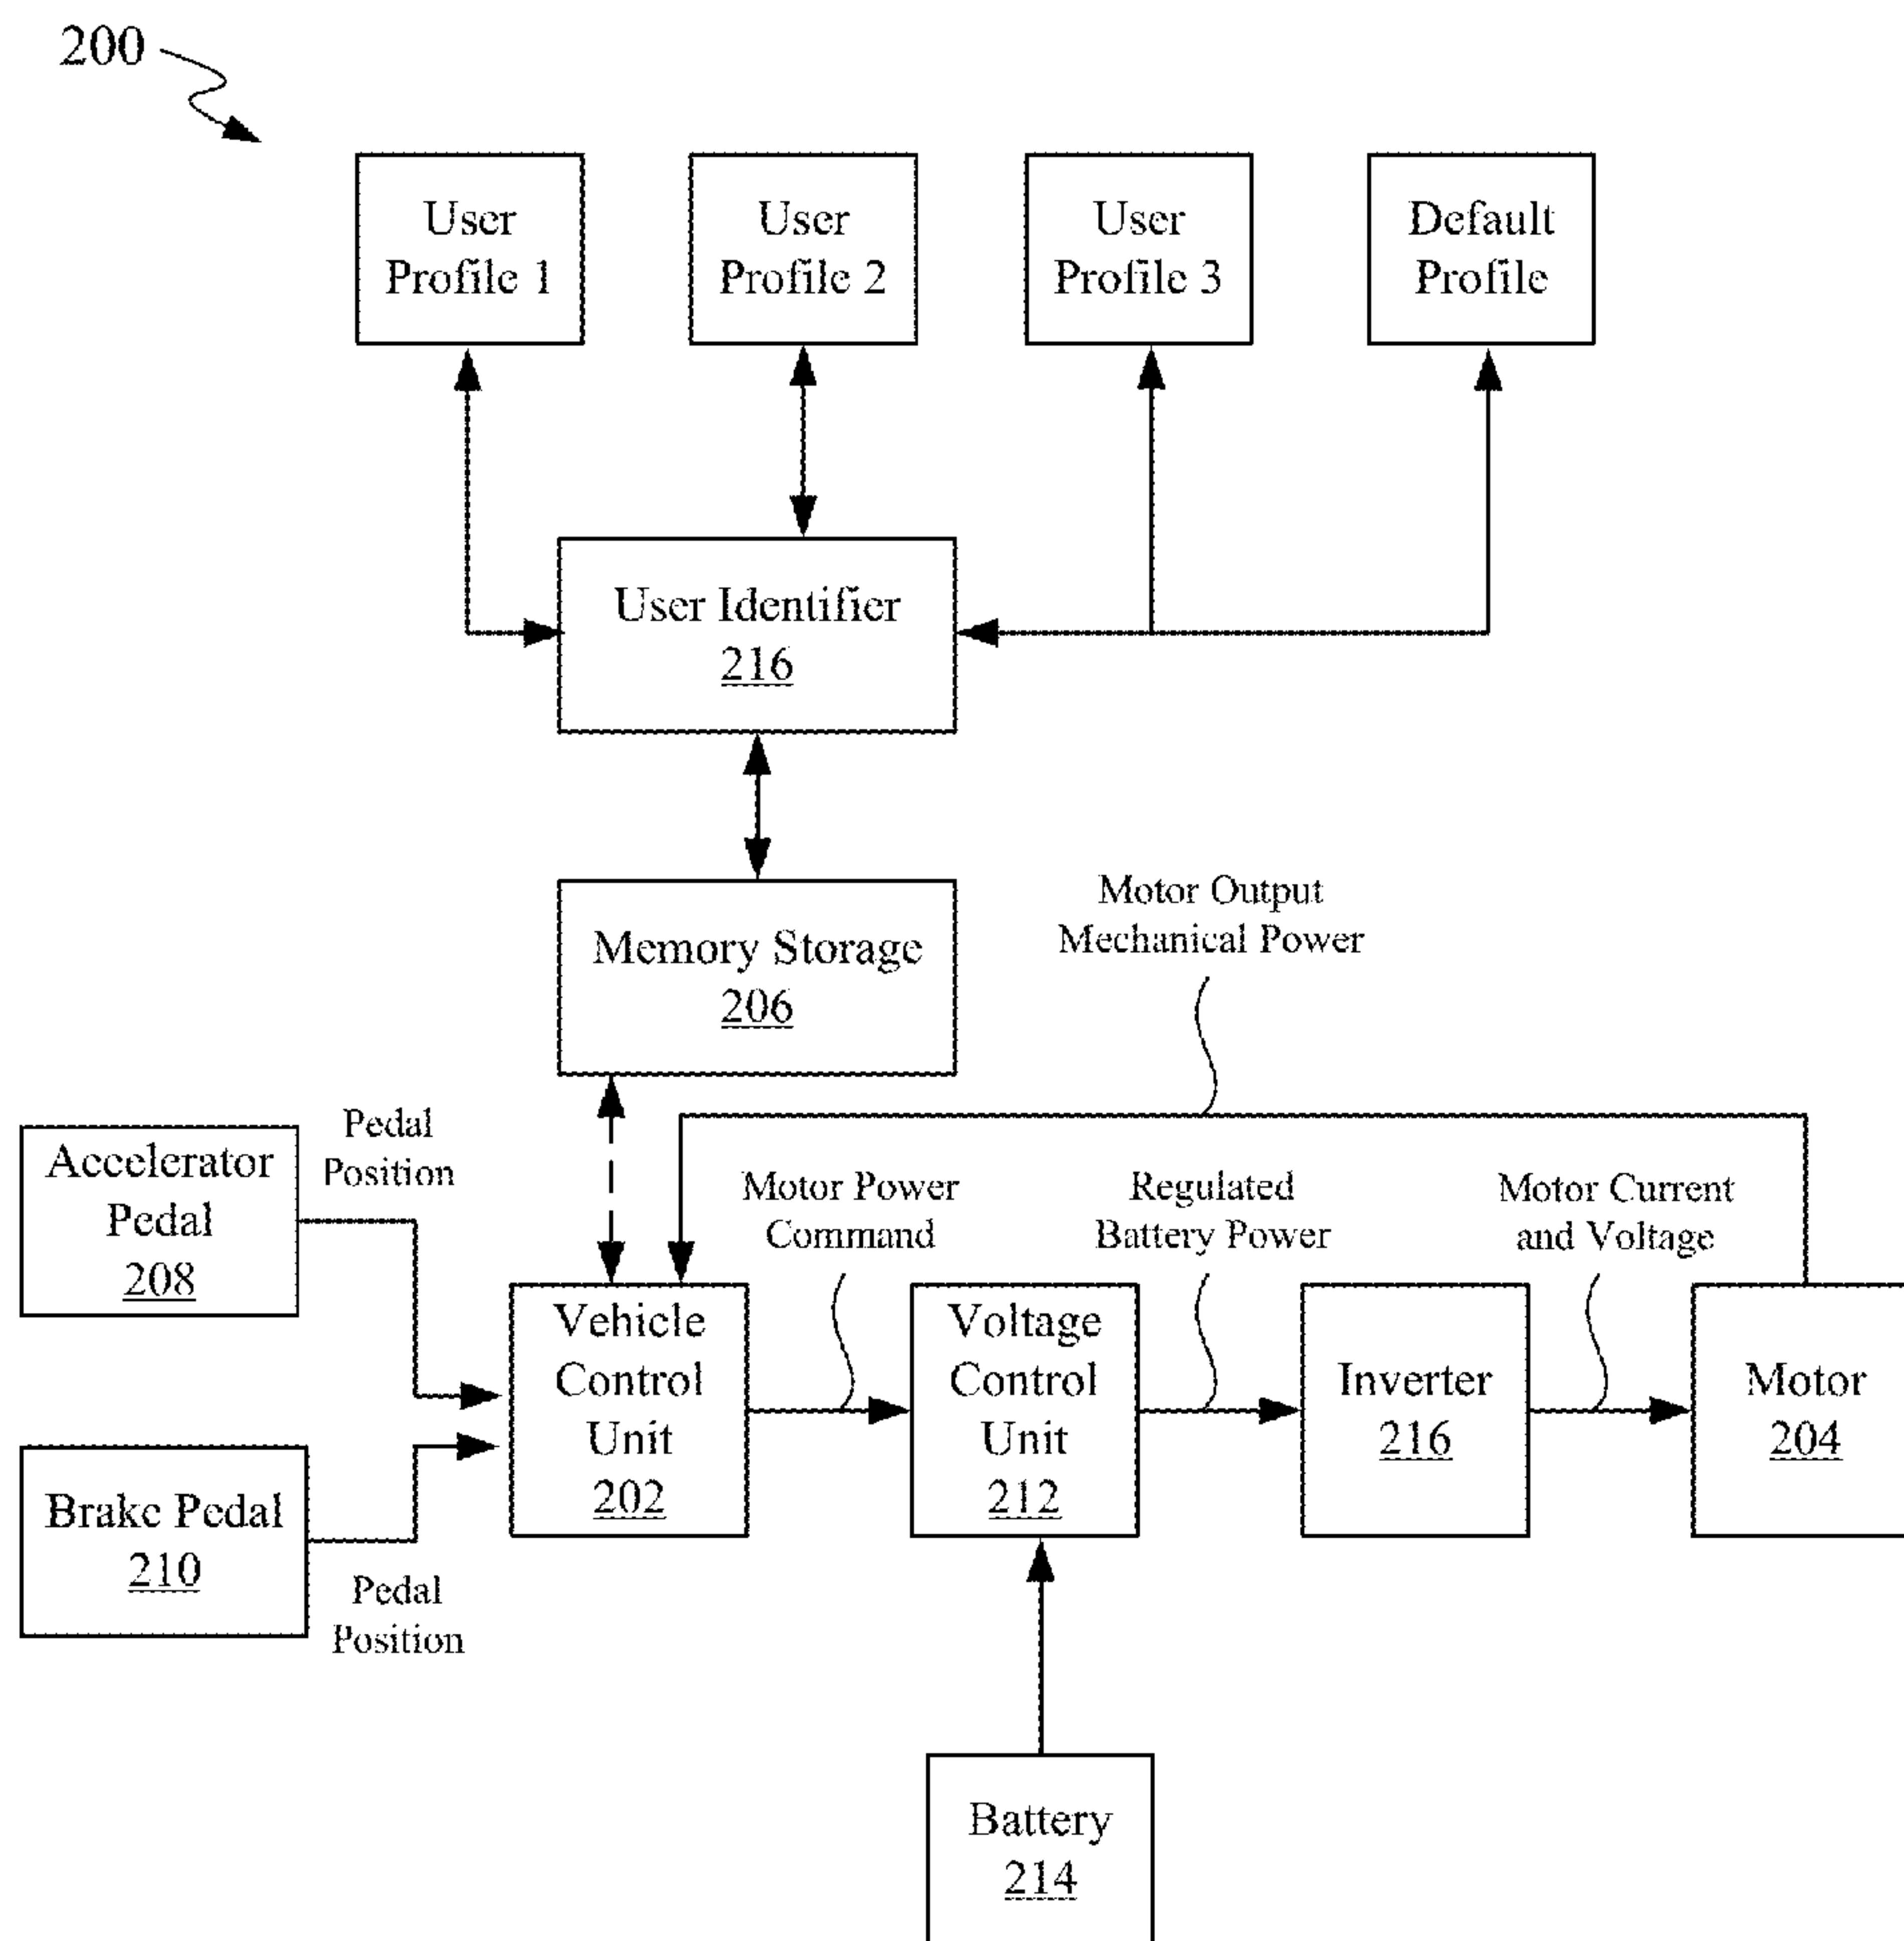 200
User
Profile 1
User
Profile 2
User
Profile 3
Default
Profile
User Identifier
216
Memory Storage
206
Motor Output
Mechanical Power
Accelerator
Pedal
208
Pedal
Position
Motor Power
Command
Regulated
Battery Power
Motor Current
and Voltage
Vehicle
Control
Unit
202
Voltage
Control
Unit
212
Inverter
216
Motor
204
Brake Pedal
210
Pedal
Position
Battery
214